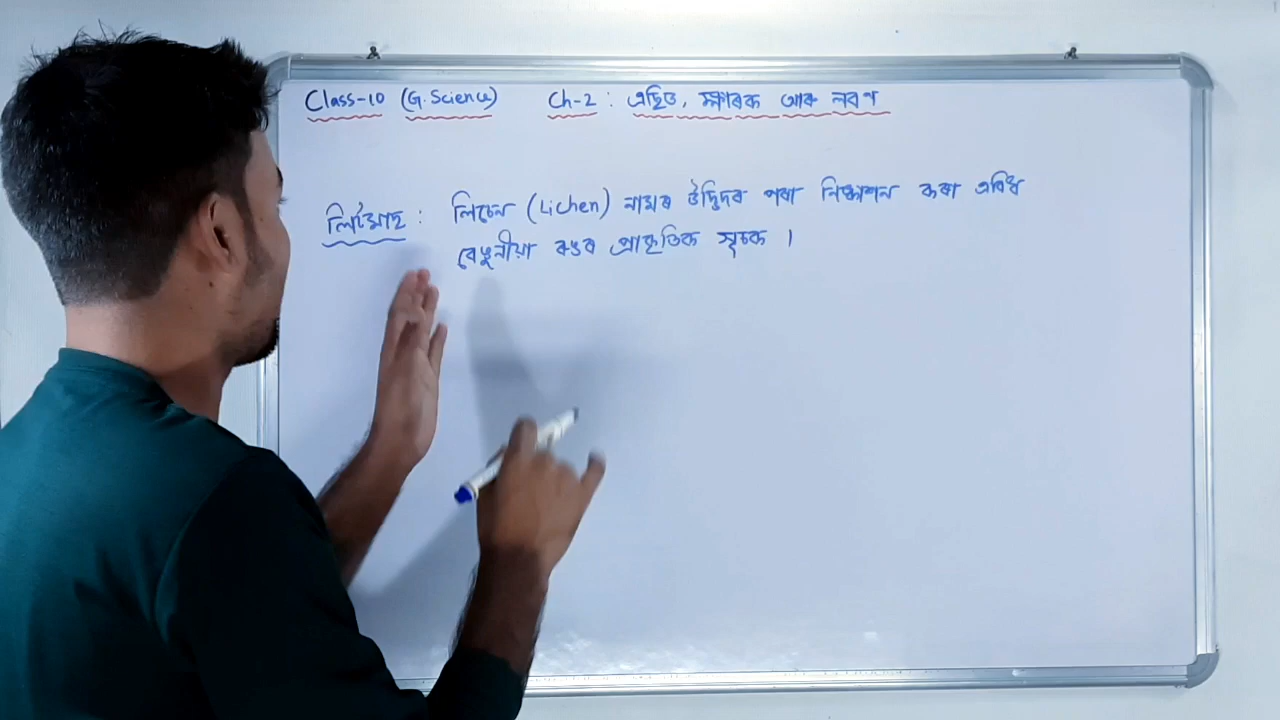 Class-10 (G. Science) Ch-2 : এছিড, ক্ষাৰক আৰু লৱণ
লিটমাছ : লিচেন (Lichen) নামৰ উদ্ভিদৰ পৰা নিষ্কাশন কৰা এবিধ
বেঙুনীয়া ৰঙৰ প্ৰাকৃতিক সূচক ।